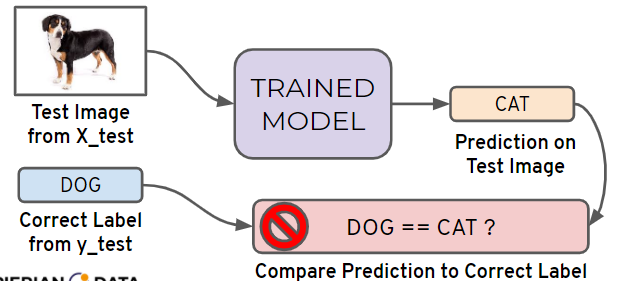 Test Image
from X_test
TRAINED
MODEL
CAT
Prediction on
Test Image
DOG
Correct Label
from y_test
DOG == CAT ?
Compare Prediction to Correct Label
DATA